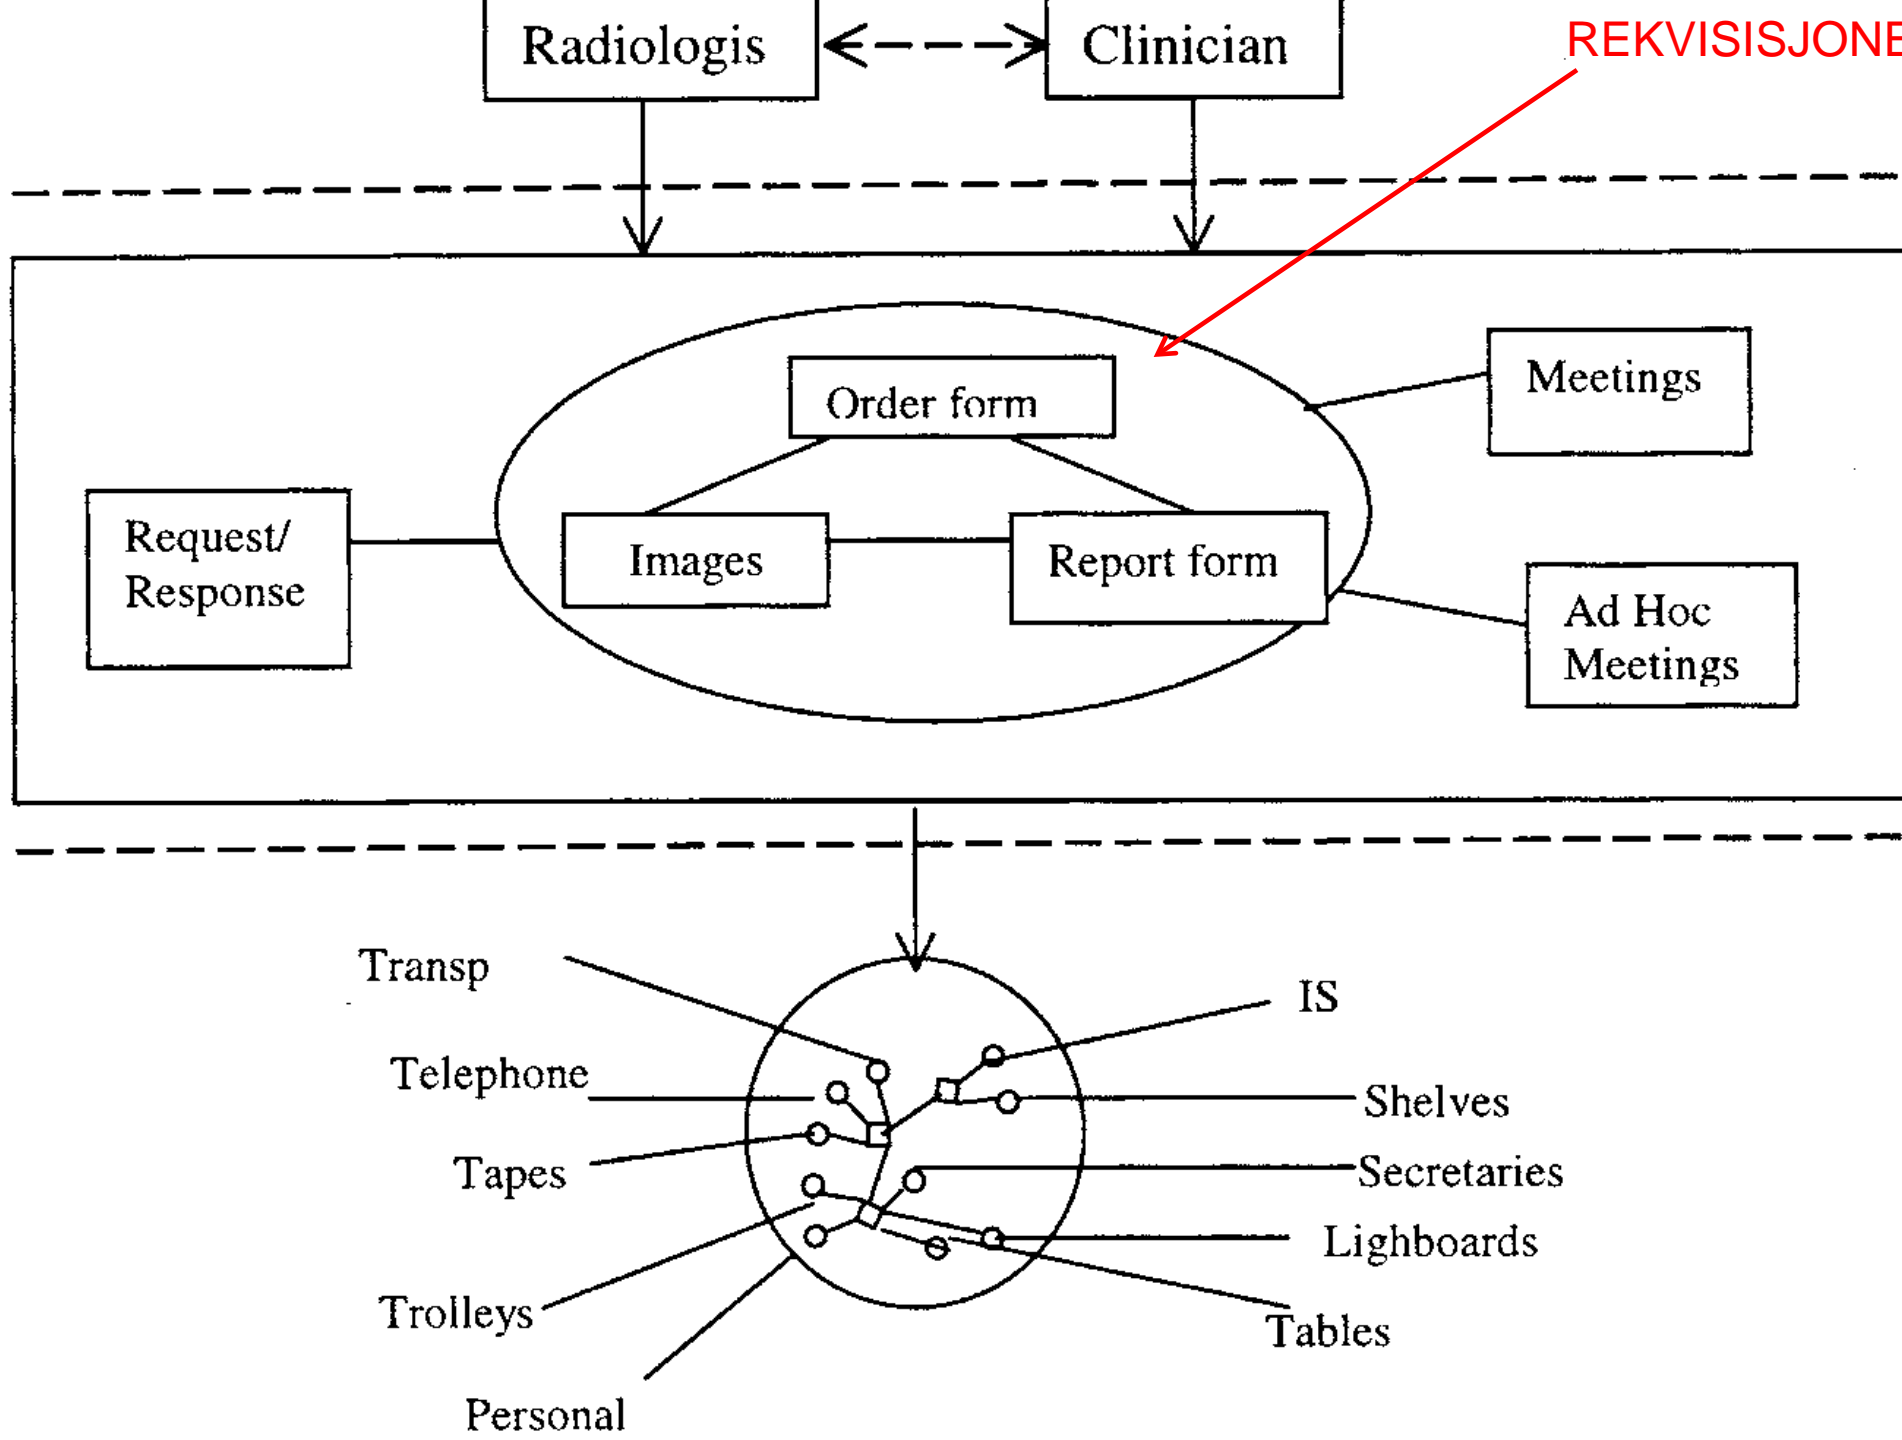 Radiologis
Clinician
REKVISISJONE
Order form
Meetings
Request/
Response
Images
Report form
Ad Hoc
Meetings
Transp
IS
Telephone
Shelves
Tapes
Secretaries
Lighboards
Trolleys
Tables
Personal